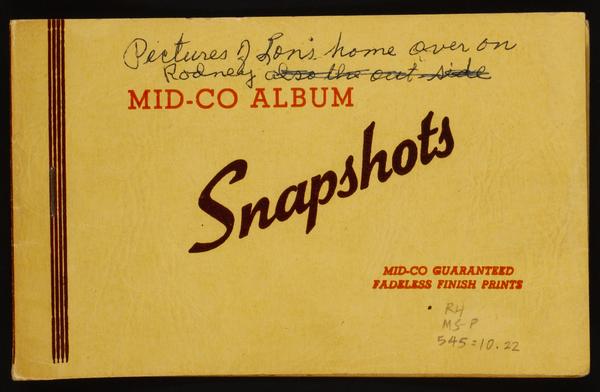 Pictures of Lon's home over on
Rodney also the out-side
MID-CO ALBUM
Snapshots
MID-CO GUARANTEED
FADELESS FINISH PRINTS
RH
MS-P
545:10.22